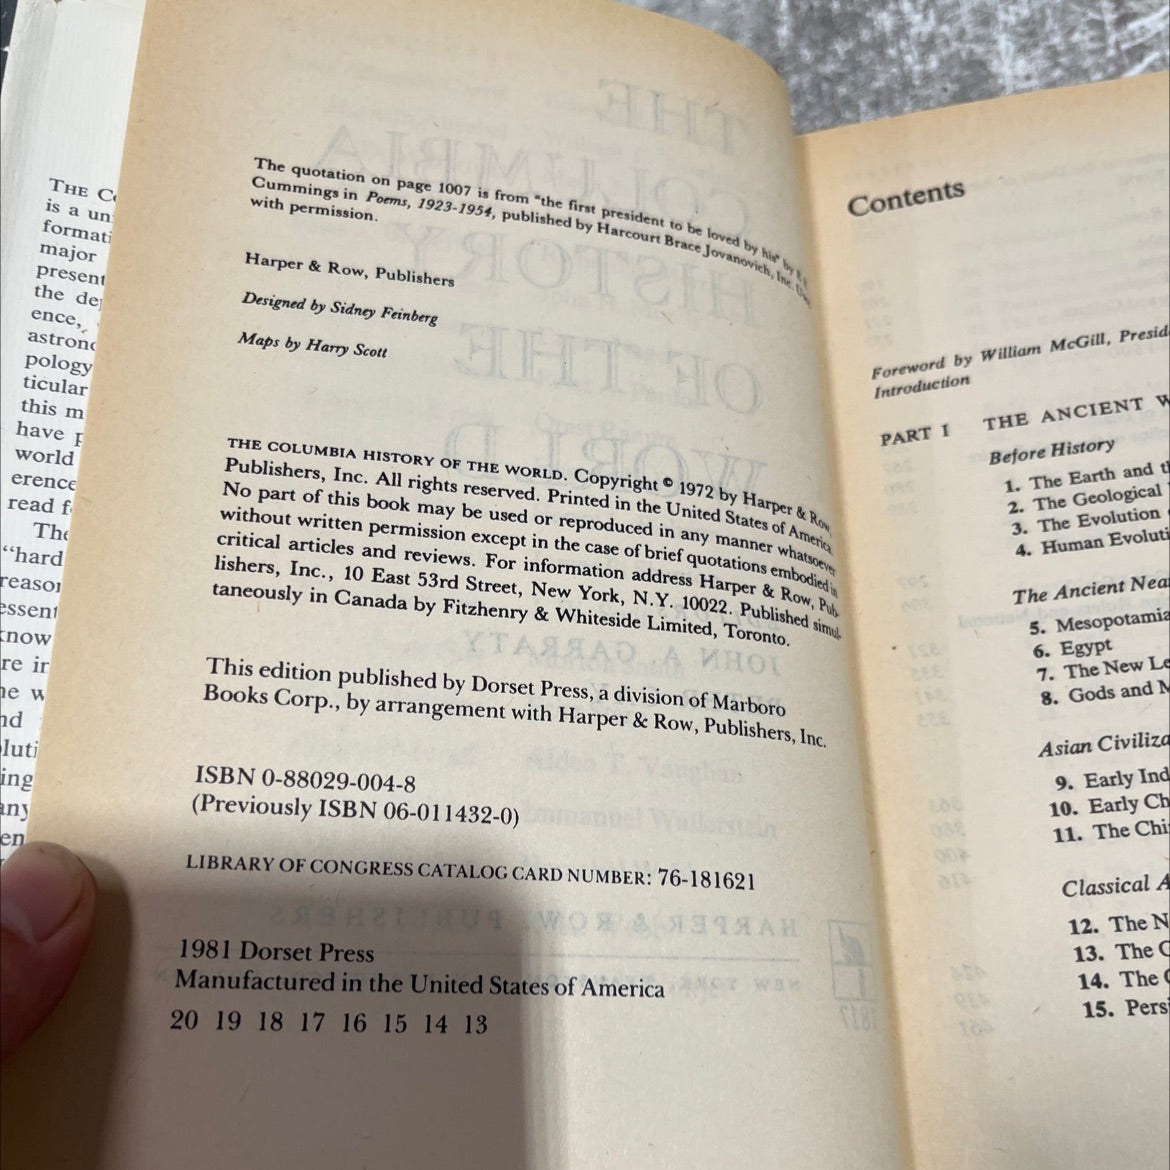 THE C
is a un
formati
major
present
the de
ence,
astrono
pology
ticular
this m
have p
world
erence
read f
The
“hard
reason
essent
know
re in
he w
nd
oluti
ing
any
en
The quotation on page 1007 is from "the first president to be loved by his" by E. E.
Cummings in Poems, 1923-1954, published by Harcourt Brace Jovanovich, Inc.
with permission.
Harper & Row, Publishers
Designed by Sidney Feinberg
Maps by Harry Scott
THE COLUMBIA HISTORY OF THE WORLD. Copyright © 1972 by Harper & Row,
Publishers, Inc. All rights reserved. Printed in the United States of America.
No part of this book may be used or reproduced in any manner whatsoever
without written permission except in the case of brief quotations embodied in
critical articles and reviews. For information address Harper & Row, Pub-
lishers, Inc., 10 East 53rd Street, New York, N.Y. 10022. Published simul-
taneously in Canada by Fitzhenry & Whiteside Limited, Toronto.
This edition published by Dorset Press, a division of Marboro
Books Corp., by arrangement with Harper & Row, Publishers, Inc.
ISBN 0-88029-004-8
(Previously ISBN 06-011432-0)
LIBRARY OF CONGRESS CATALOG CARD NUMBER: 76-181621
1981 Dorset Press
Manufactured in the United States of America
20 19 18 17 16 15 14 13
Contents
Foreword by William McGill, Presid
Introduction
PART I THE ANCIENT W
Before History
1. The Earth and th
2. The Geological
3. The Evolution
4. Human Evoluti
The Ancient Nea
5. Mesopotamia
6. Egypt
7. The New Le
8. Gods and M
Asian Civiliza
9. Early Ind
10. Early Ch
11. The Chi
Classical A
12. The N
13. The C
14. The C
15. Persi